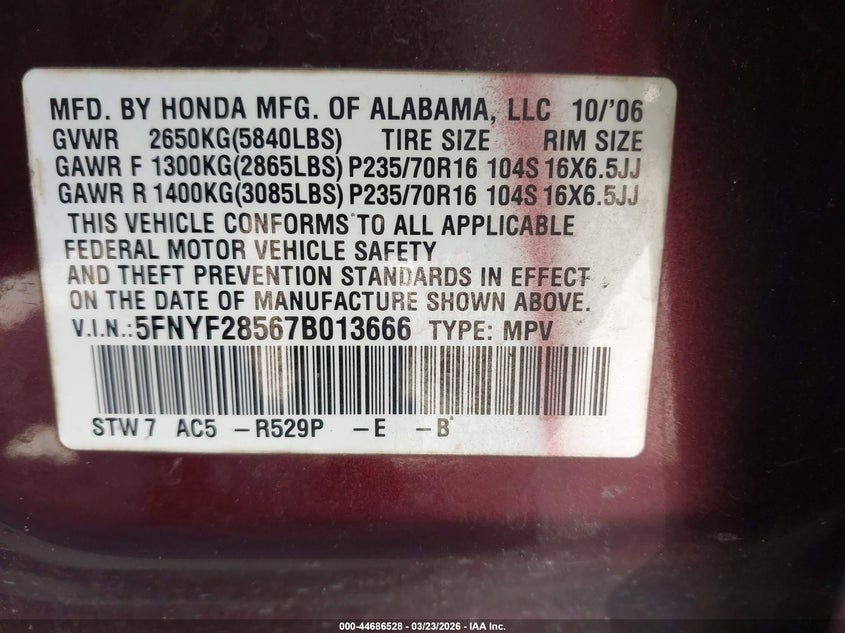 MFD. BY HONDA MFG. OF ALABAMA, LLC 10/'06
GVWR 2650KG(5840LBS) TIRE SIZE RIM SIZE
GAWR F 1300KG(2865LBS) P235/70R16 104S 16X6.5JJ
GAWR R 1400KG(3085LBS) P235/70R16 104S 16X6.5JJ
THIS VEHICLE CONFORMS TO ALL APPLICABLE
FEDERAL MOTOR VEHICLE SAFETY
AND THEFT PREVENTION STANDARDS IN EFFECT
ON THE DATE OF MANUFACTURE SHOWN ABOVE.
V.I.N.:5FNYF28567B013666 TYPE: MPV
STW7 AC5 -R529P -E -B
000-44686528 - 03/23/2026 - IAA Inc.